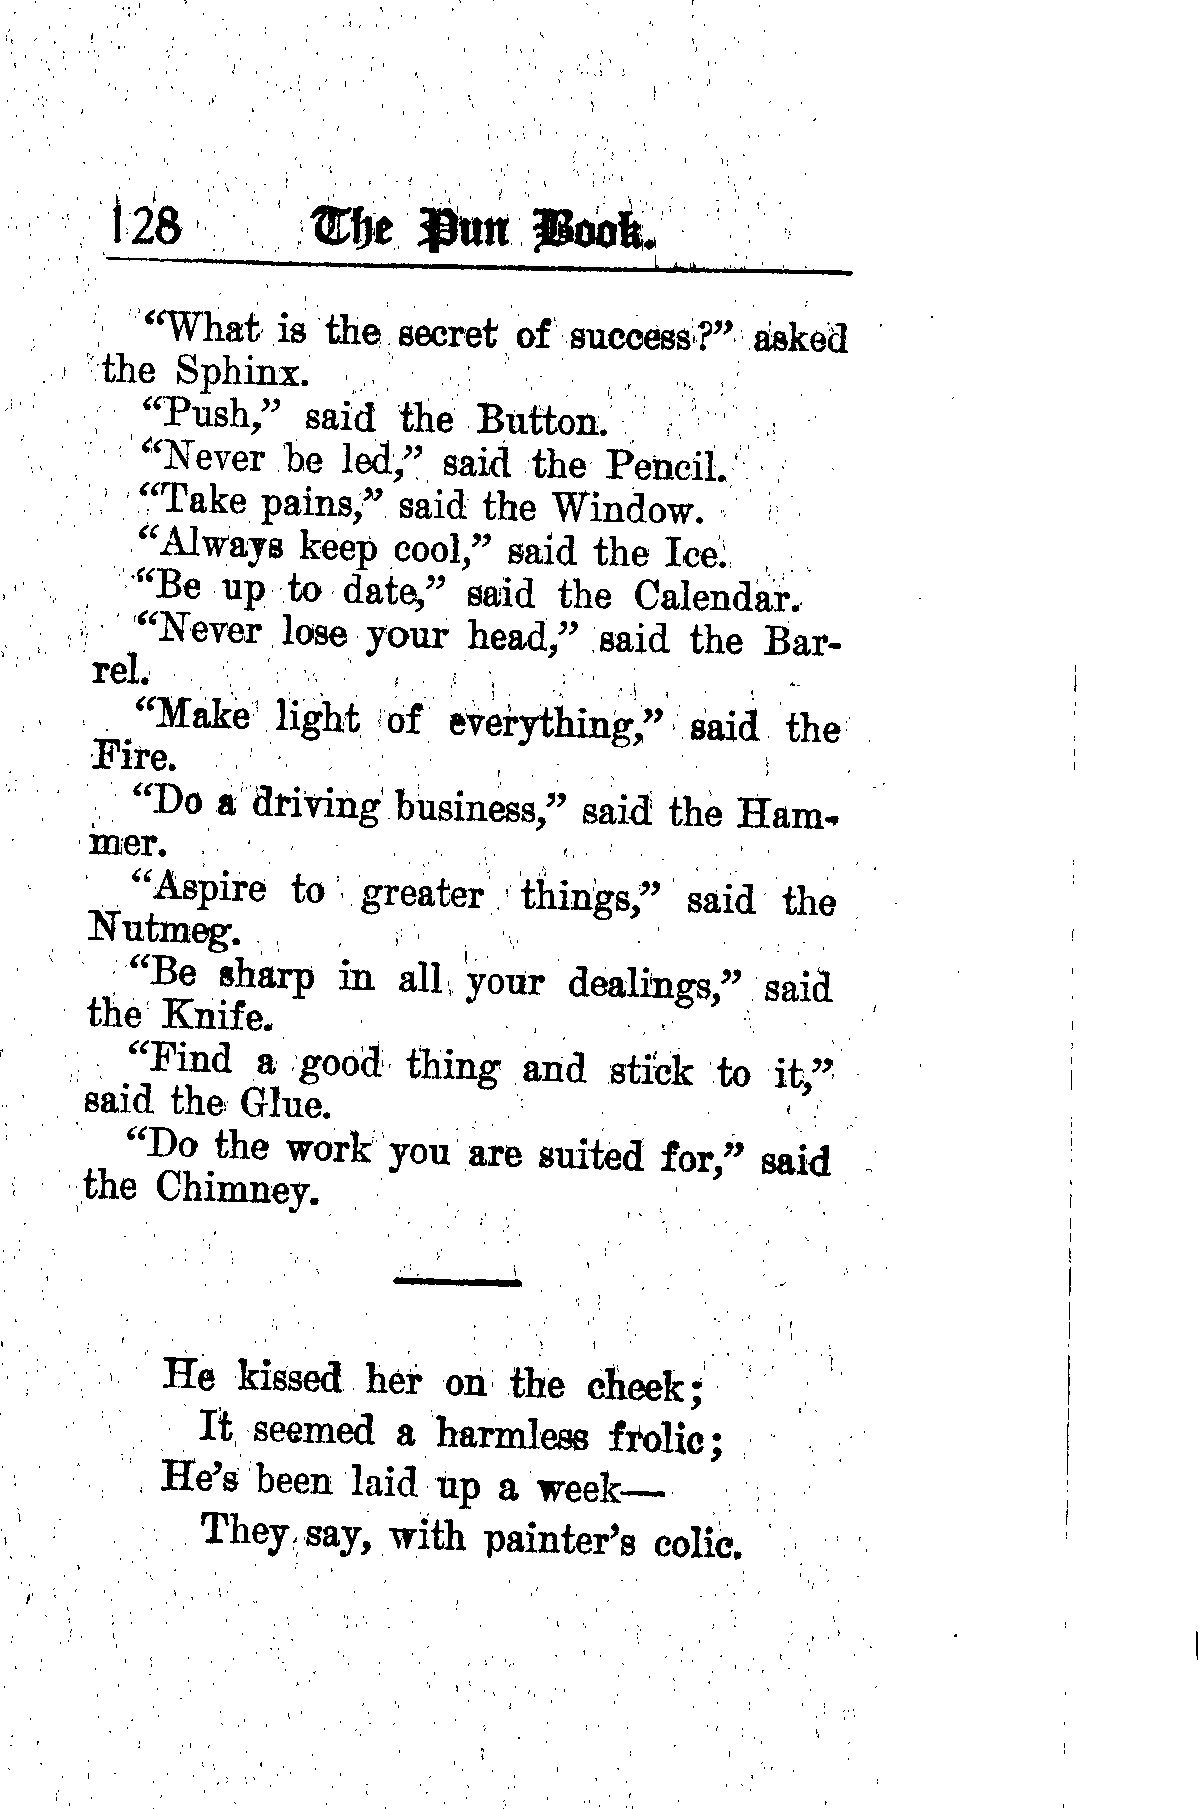 128 The Pun Book.
“What is the secret of success?” asked
the Sphinx.
“Push,” said the Button.
“Never be led,” said the Pencil.
“Take pains,” said the Window.
“Always keep cool,” said the Ice.
“Be up to date,” said the Calendar.
“Never lose your head,” said the Bar-
rel.
“Make light of everything,” said the
Fire.
“Do a driving business,” said the Ham-
mer.
“Aspire to greater things,” said the
Nutmeg.
“Be sharp in all your dealings,” said
the Knife.
“Find a good thing and stick to it,”
said the Glue.
“Do the work you are suited for,” said
the Chimney.
He kissed her on the cheek;
It seemed a harmless frolic;
He’s been laid up a week—
They say, with painter’s colic.